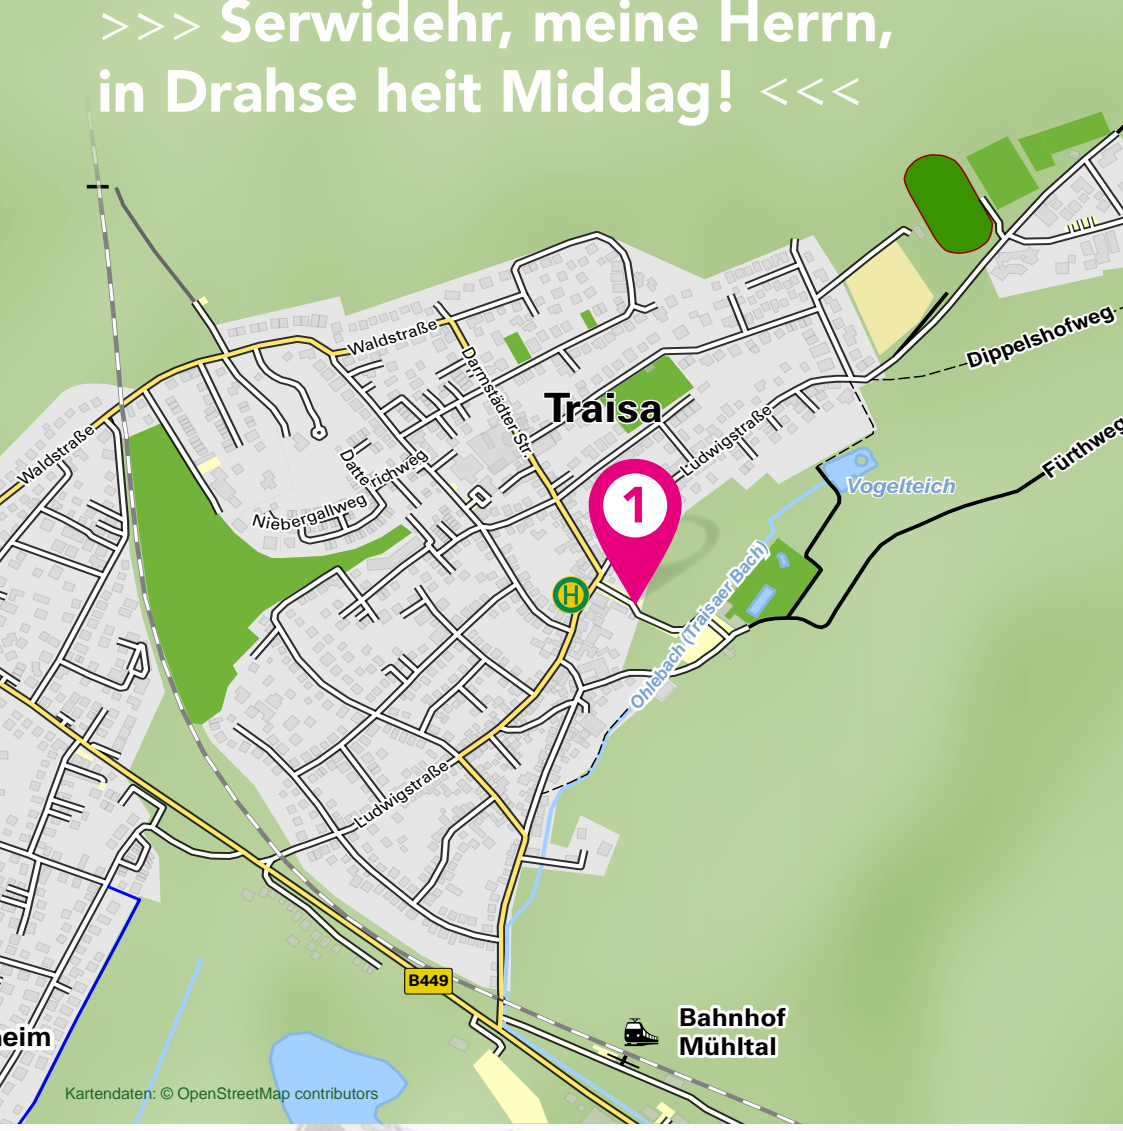 >>> Serwidehr, meine Herrn,
in Drahse heit Middag! <<<
Waldstraße
Darmstädter Str.
Dippelshofweg
Traisa
Ludwigstraße
Fürthweg
Waldstraße
Datterichweg
Vogelteich
Niebergallweg
1
H
Ohlebach (Traisaer Bach)
Ludwigstraße
B449
Bahnhof
Mühltal
eim
Kartendaten: © OpenStreetMap contributors